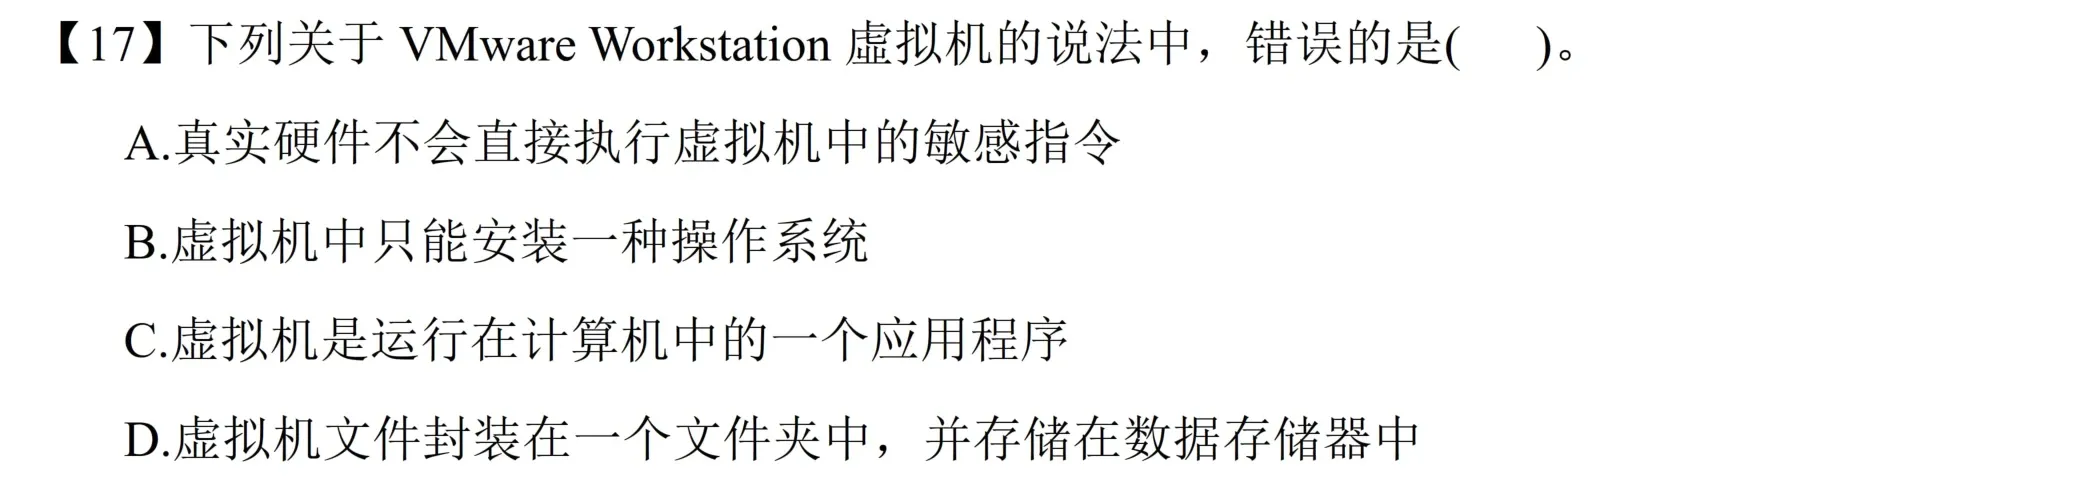 【17】下列关于 VMware Workstation 虚拟机的说法中，错误的是(    )。
A.真实硬件不会直接执行虚拟机中的敏感指令
B.虚拟机中只能安装一种操作系统
C.虚拟机是运行在计算机中的一个应用程序
D.虚拟机文件封装在一个文件夹中，并存储在数据存储器中